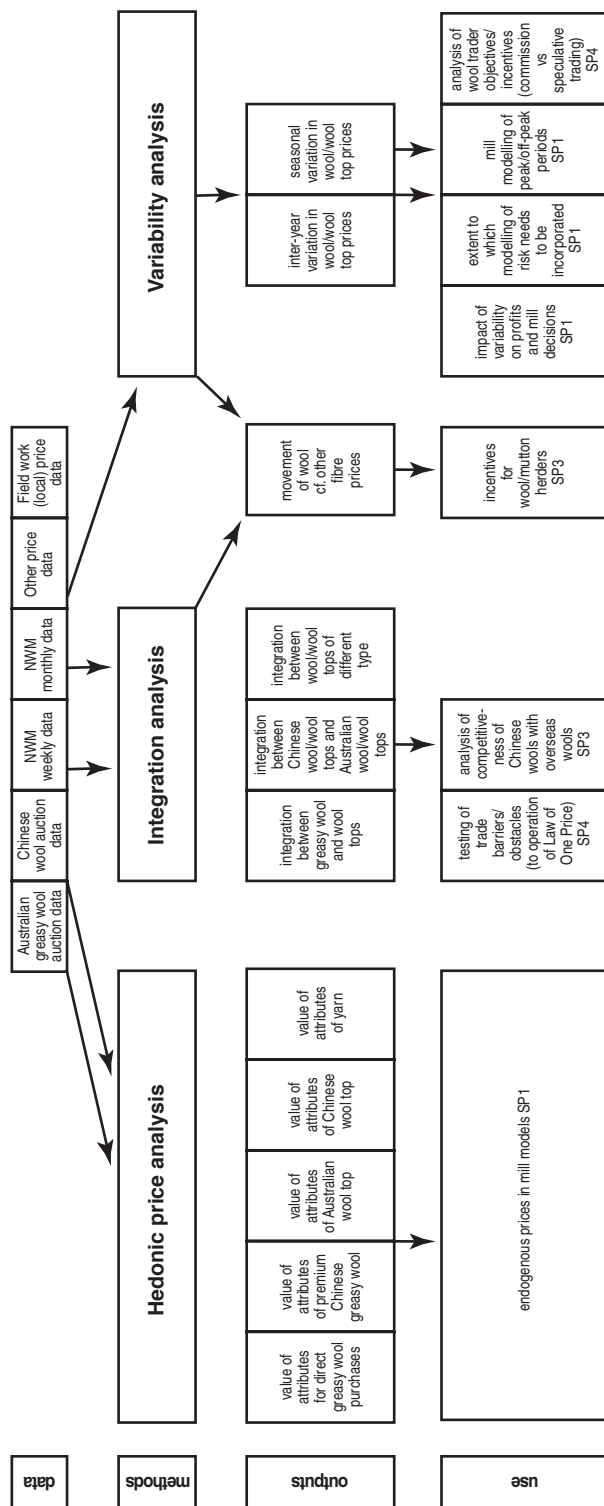 data
Australian
greasy wool
auction data
Chinese
wool auction
data
NWM
weekly data
NWM
monthly data
Other price
data
Field work
(local) price
data
methods
Hedonic price analysis
Integration analysis
Variability analysis
outputs
value of
attributes
for direct
greasy wool
purchases
value of
attributes
of premium
Chinese
greasy wool
value of
attributes
of Australian
wool top
value of
attributes
of Chinese
wool top
value of
attributes
of yarn
integration
between
greasy wool
and wool
tops
integration
between
Chinese
wool/wool
tops and
Australian
wool/wool
tops
integration
between
wool/wool
tops of
different
type
movement
of wool
cf. other
fibre
prices
inter-year
variation in
wool/wool
top prices
seasonal
variation in
wool/wool
top prices
use
endogenous prices in mill models SP1
testing of
trade
barriers/
obstacles
(to operation
of Law of
One Price)
SP4
analysis of
competitive-
ness of
Chinese
wools with
overseas
wools
SP3
incentives
for
wool/mutton
herders
SP3
impact of
variability
on profits
and mill
decisions
SP1
extent to
which
modelling of
risk needs
to be
incorporated
SP1
mill
modelling of
peak/off-peak
periods
SP1
analysis of
wool trader
objectives/
incentives
(commission
vs
speculative
trading)
SP4